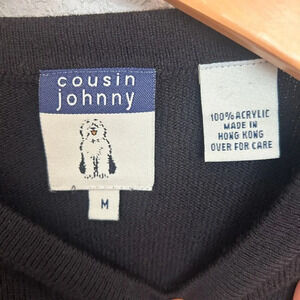 cousin
johnny
M
100% ACRYLIC
MADE IN
HONG KONG
OVER FOR CARE